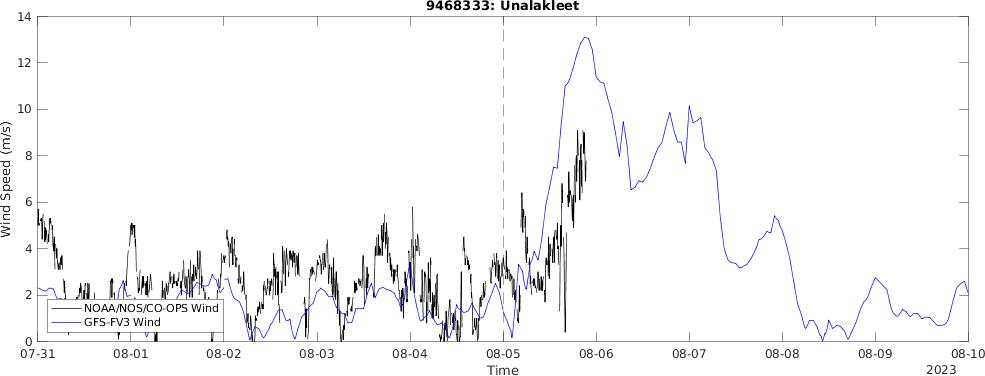 9468333: Unalakleet
14
12
10
8
6
4
2
0
Wind Speed (m/s)
NOAA/NOS/CO-OPS Wind
GFS-FV3 Wind
07-31 08-01 08-02 08-03 08-04 08-05 08-06 08-07 08-08 08-09 08-10
Time
2023